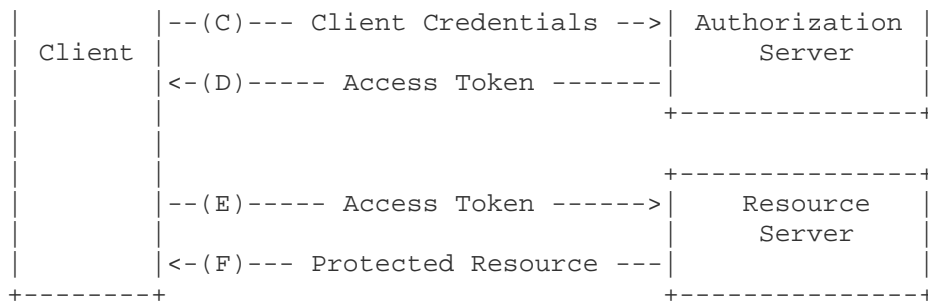 |        |--(C)--- Client Credentials -->| Authorization |
| Client |                               |     Server    |
|        |<-(D)----- Access Token -------|               |
|        |                               +---------------+
|        |
|        |                               +---------------+
|        |--(E)----- Access Token ------>|    Resource   |
|        |                               |     Server    |
|        |<-(F)--- Protected Resource ---|               |
+--------+                               +---------------+